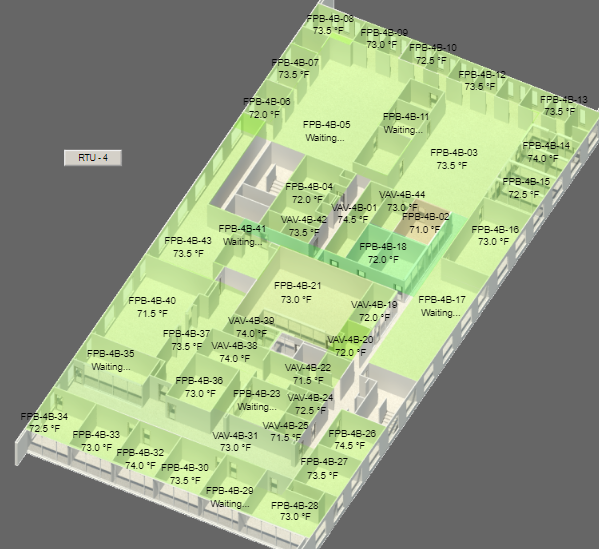 FPB-4B-08
73.5 °F
FPB-4B-09
73.0 °F
FPB-4B-10
72.5 °F
FPB-4B-07
73.5 °F
FPB-4B-12
73.5 °F
FPB-4B-13
73.5 °F
FPB-4B-06
72.0 °F
FPB-4B-11
Waiting...
FPB-4B-05
Waiting...
FPB-4B-14
74.0 °F
RTU - 4
FPB-4B-03
73.5 °F
FPB-4B-15
72.5 °F
FPB-4B-04
72.0 °F
VAV-4B-44
73.0 °F
VAV-4B-01
74.5 °F
FPB-4B-02
71.0 °F
VAV-4B-42
73.5 °F
FPB-4B-41
Waiting...
FPB-4B-16
73.0 °F
FPB-4B-43
73.5 °F
FPB-4B-18
72.0 °F
FPB-4B-21
73.0 °F
FPB-4B-40
71.5 °F
FPB-4B-17
Waiting...
VAV-4B-19
72.0 °F
VAV-4B-39
74.0 °F
FPB-4B-37
73.5 °F
VAV-4B-20
72.0 °F
VAV-4B-38
74.0 °F
FPB-4B-35
Waiting...
VAV-4B-22
71.5 °F
FPB-4B-36
73.0 °F
FPB-4B-23
Waiting...
VAV-4B-24
72.5 °F
FPB-4B-34
72.5 °F
VAV-4B-25
71.5 °F
FPB-4B-33
73.0 °F
VAV-4B-31
73.0 °F
FPB-4B-26
74.5 °F
FPB-4B-32
74.0 °F
FPB-4B-30
73.5 °F
FPB-4B-27
73.5 °F
FPB-4B-29
Waiting...
FPB-4B-28
73.0 °F